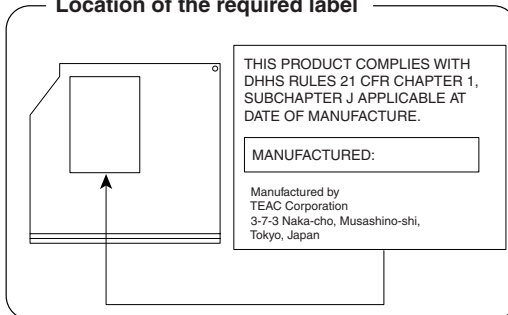 Location of the required label
THIS PRODUCT COMPLIES WITH
DHHS RULES 21 CFR CHAPTER 1,
SUBCHAPTER J APPLICABLE AT
DATE OF MANUFACTURE.
MANUFACTURED:
Manufactured by
TEAC Corporation
3-7-3 Naka-cho, Musashino-shi,
Tokyo, Japan